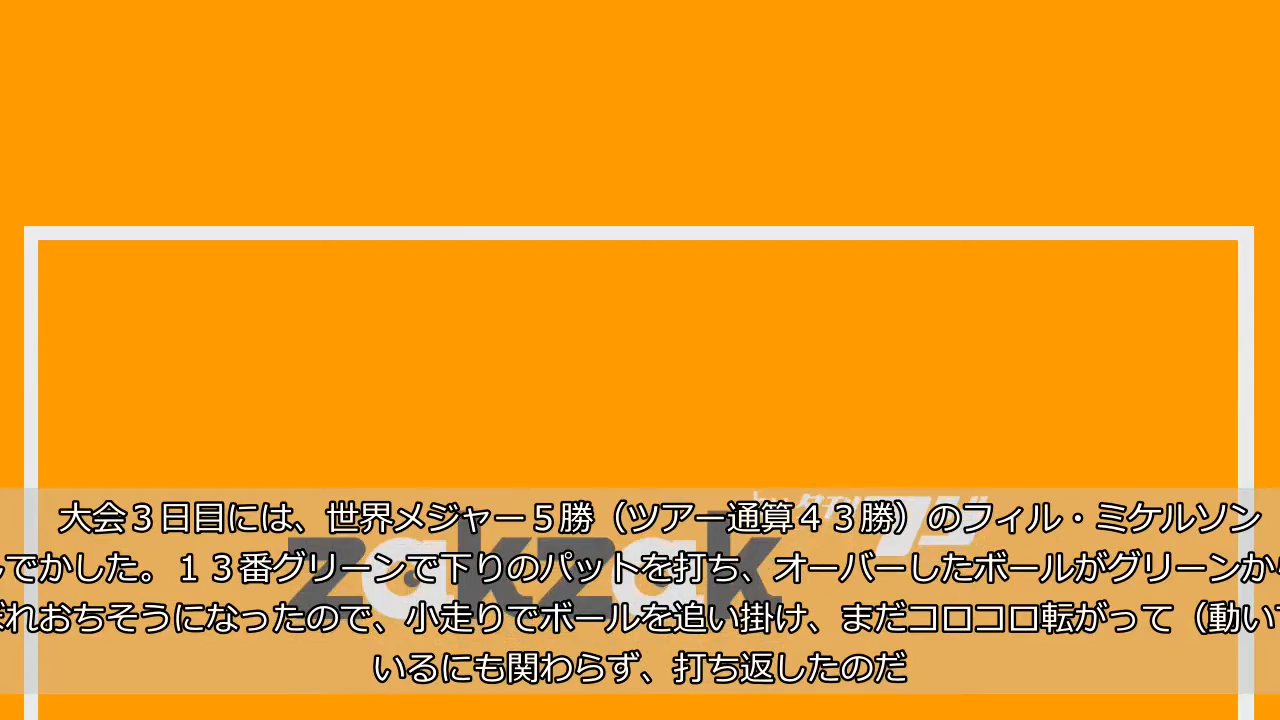 大会３日目には、世界メジャー５勝（ツアー通算４３勝）のフィル・ミケルソン
でかした。１３番グリーンで下りのパットを打ち、オーバーしたボールがグリーンか
れおちそうになったので、小走りでボールを追い掛け、まだコロコロ転がって（動い
いるにも関わらず、打ち返したのだ
zakzak
by 夕刊フジ